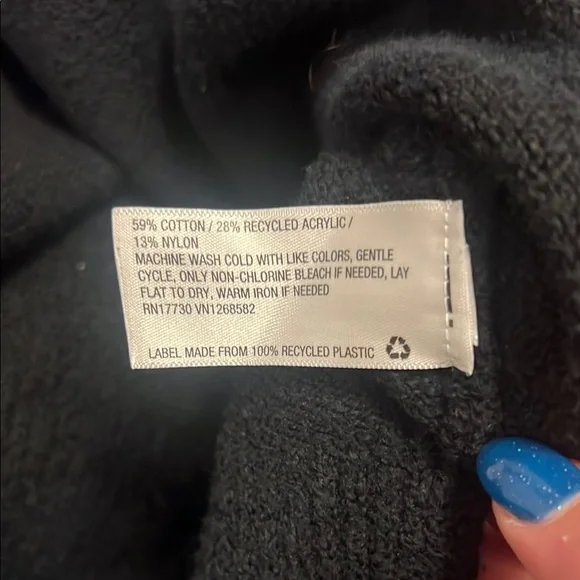 59% COTTON / 28% RECYCLED ACRYLIC /
13% NYLON
MACHINE WASH COLD WITH LIKE COLORS, GENTLE
CYCLE, ONLY NON-CHLORINE BLEACH IF NEEDED, LAY
FLAT TO DRY, WARM IRON IF NEEDED
RN17730 VN1268582
LABEL MADE FROM 100% RECYCLED PLASTIC